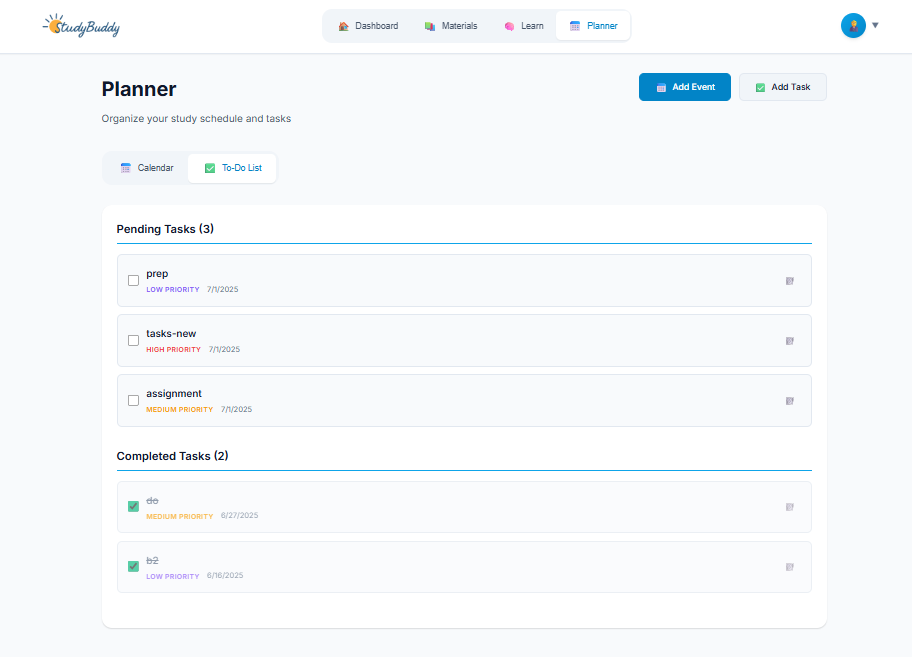 StudyBuddy
Dashboard
Materials
Learn
Planner
Planner
Organize your study schedule and tasks
Add Event
Add Task
Calendar
To-Do List
Pending Tasks (3)
prep
LOW PRIORITY 7/1/2025
tasks-new
HIGH PRIORITY 7/1/2025
assignment
MEDIUM PRIORITY 7/1/2025
Completed Tasks (2)
do
MEDIUM PRIORITY 6/27/2025
b2
LOW PRIORITY 6/16/2025